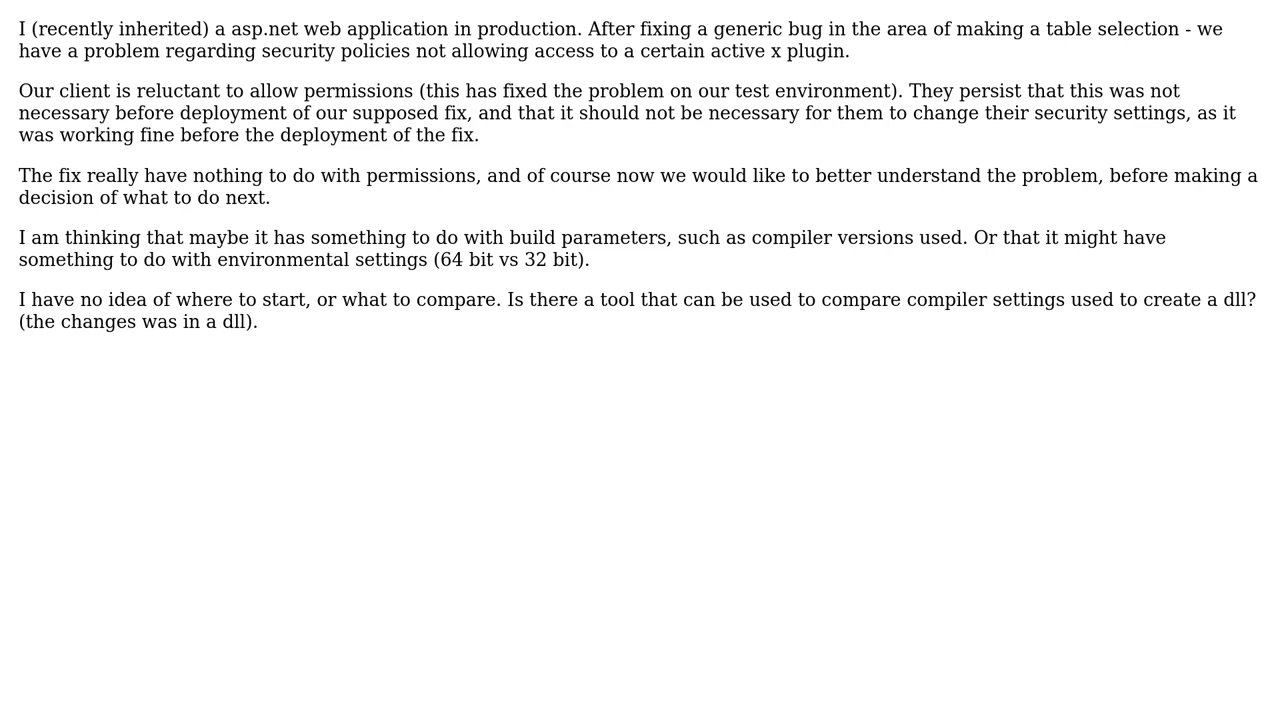 I (recently inherited) a asp.net web application in production. After fixing a generic bug in the area of making a table selection - we
have a problem regarding security policies not allowing access to a certain active x plugin.
Our client is reluctant to allow permissions (this has fixed the problem on our test environment). They persist that this was not
necessary before deployment of our supposed fix, and that it should not be necessary for them to change their security settings, as it
was working fine before the deployment of the fix.
The fix really have nothing to do with permissions, and of course now we would like to better understand the problem, before making a
decision of what to do next.
I am thinking that maybe it has something to do with build parameters, such as compiler versions used. Or that it might have
something to do with environmental settings (64 bit vs 32 bit).
I have no idea of where to start, or what to compare. Is there a tool that can be used to compare compiler settings used to create a dll?
(the changes was in a dll).